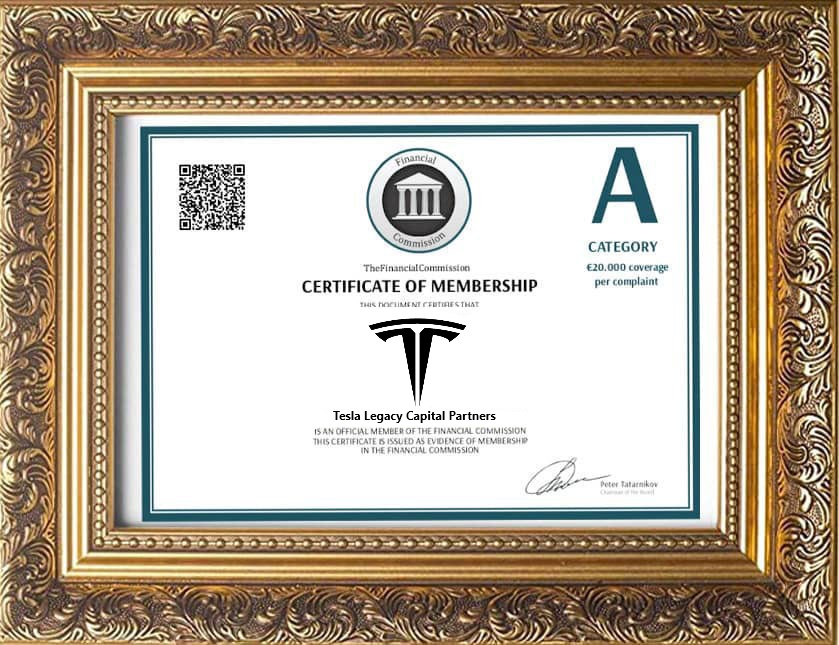 Financial
Commission
A
CATEGORY
€20.000 coverage
per complaint
TheFinancialCommission
CERTIFICATE OF MEMBERSHIP
THIS DOCUMENT CERTIFIES THAT
Tesla Legacy Capital Partners
IS AN OFFICIAL MEMBER OF THE FINANCIAL COMMISSION
THIS CERTIFICATE IS ISSUED AS EVIDENCE OF MEMBERSHIP
IN THE FINANCIAL COMMISSION
Peter Tatarnikov
Chairman of the Board